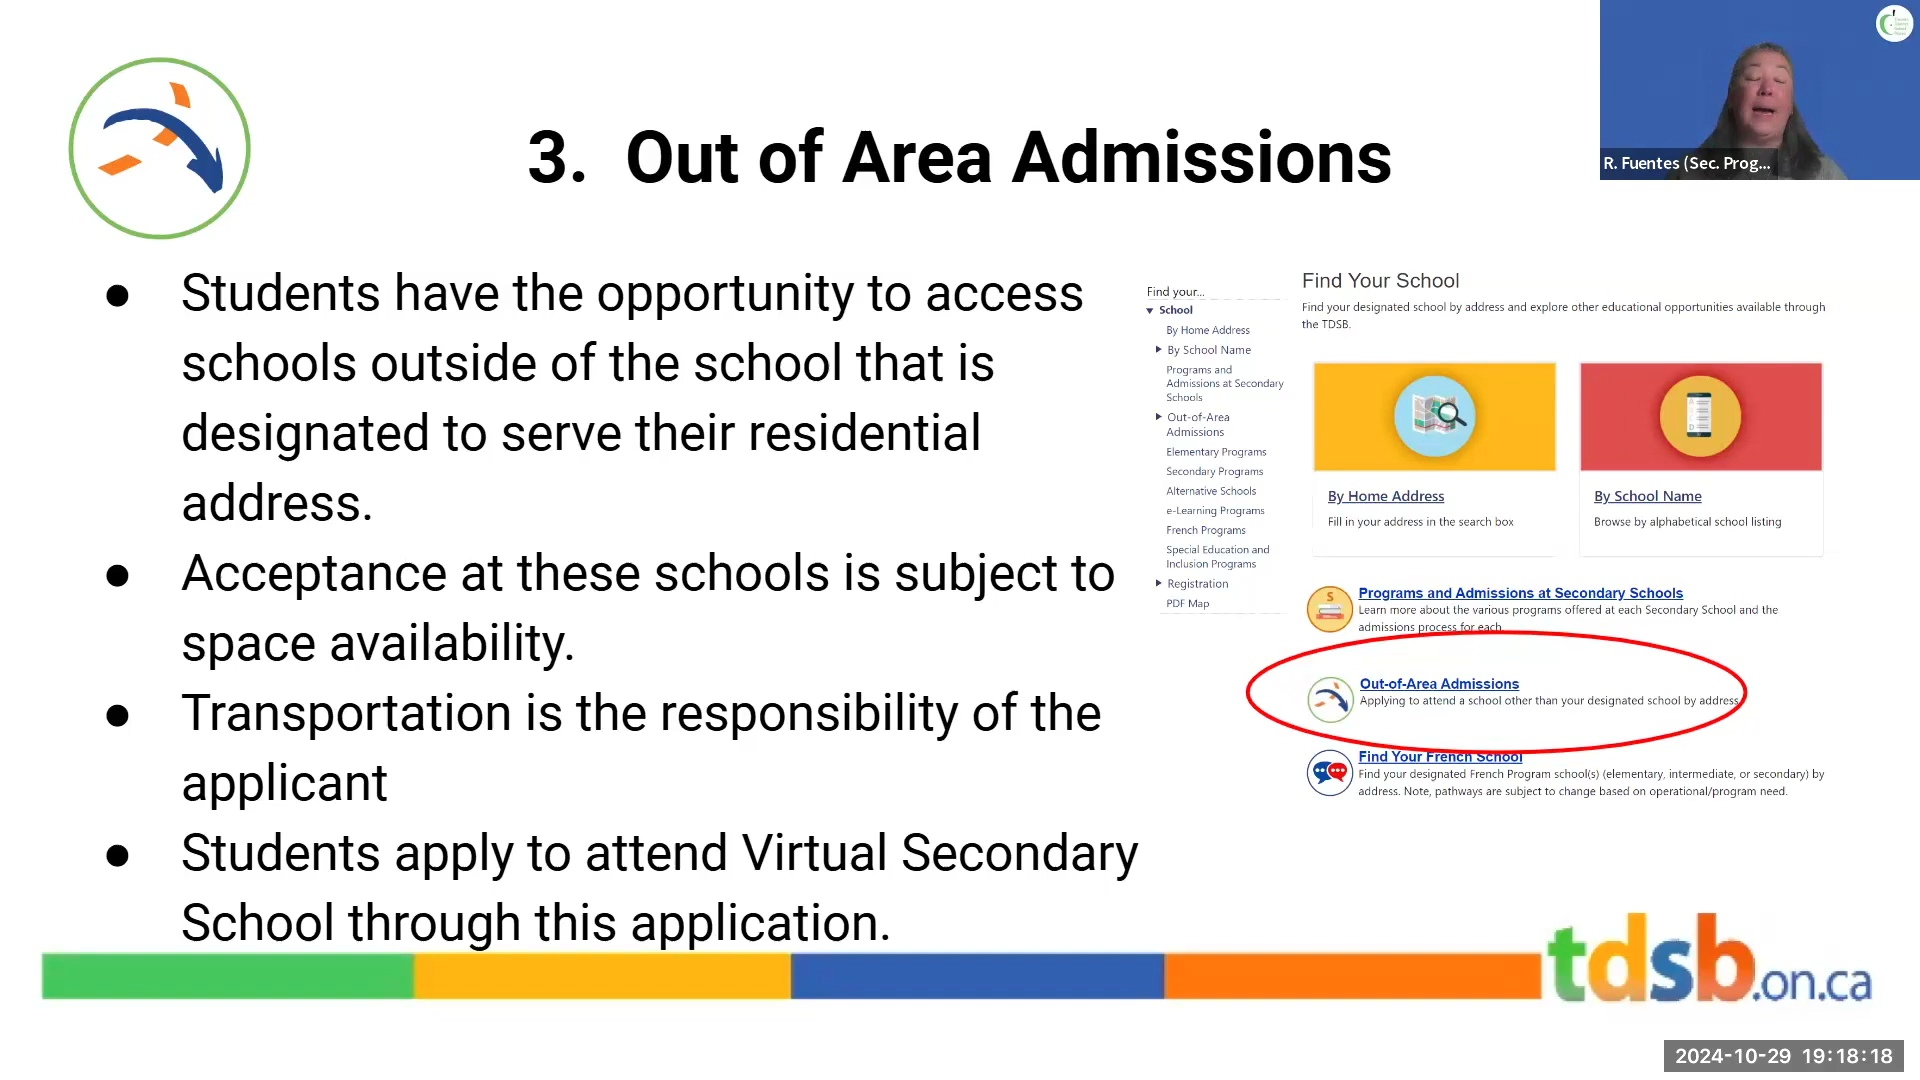 3. Out of Area Admissions
R. Fuentes (Sec. Prog...
● Students have the opportunity to access
schools outside of the school that is
designated to serve their residential
address.
● Acceptance at these schools is subject to
space availability.
● Transportation is the responsibility of the
applicant
● Students apply to attend Virtual Secondary
School through this application.
Find your...
School
By Home Address
By School Name
Programs and
Admissions at Secondary
Schools
Out-of-Area
Admissions
Elementary Programs
Secondary Programs
Alternative Schools
e-Learning Programs
French Programs
Special Education and
Inclusion Programs
Registration
PDF Map
Find Your School
Find your designated school by address and explore other educational opportunities available through
the TDSB.
By Home Address
Fill in your address in the search box
By School Name
Browse by alphabetical school listing
Programs and Admissions at Secondary Schools
Learn more about the various programs offered at each Secondary School and the
admissions process for each.
Out-of-Area Admissions
Applying to attend a school other than your designated school by address
Find Your French School
Find your designated French Program school(s) (elementary, intermediate, or secondary) by
address. Note, pathways are subject to change based on operational/program need.
tdsb.on.ca
2024-10-29 19:18:18